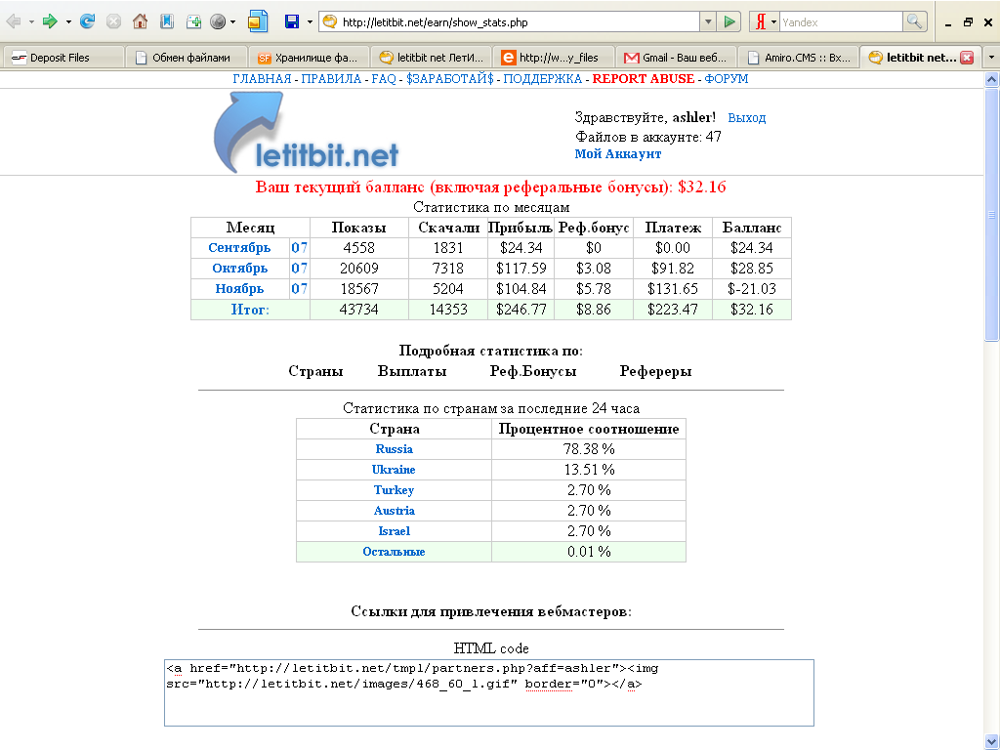 http://letitbit.net/earn/show_stats.php
Yandex
Deposit Files
Обмен файлами
Хранилище фа...
letitbit net ЛетИ...
http://w...y_files
Gmail - Ваш веб...
Amiro.CMS :: Вх...
letitbit net...
ГЛАВНАЯ - ПРАВИЛА - FAQ - $ЗАРАБОТАЙ$ - ПОДДЕРЖКА - REPORT ABUSE - ФОРУМ
letitbit.net
Здравствуйте, ashler! Выход
Файлов в аккаунте: 47
Мой Аккаунт
Ваш текущий балланс (включая реферальные бонусы): $32.16
Статистика по месяцам
Месяц Показы Скачали Прибыль Реф.бонус Платеж Балланс
Сентябрь 07 4558 1831 $24.34 $0 $0.00 $24.34
Октябрь 07 20609 7318 $117.59 $3.08 $91.82 $28.85
Ноябрь 07 18567 5204 $104.84 $5.78 $131.65 $-21.03
Итог: 43734 14353 $246.77 $8.86 $223.47 $32.16
Подробная статистика по:
Страны Выплаты Реф.Бонусы Рефереры
Статистика по странам за последние 24 часа
Страна Процентное соотношение
Russia 78.38 %
Ukraine 13.51 %
Turkey 2.70 %
Austria 2.70 %
Israel 2.70 %
Остальные 0.01 %
Ссылки для привлечения вебмастеров:
HTML code
<a href="http://letitbit.net/tmpl/partners.php?aff=ashler"><img
src="http://letitbit.net/images/468_60_1.gif" border="0"></a>